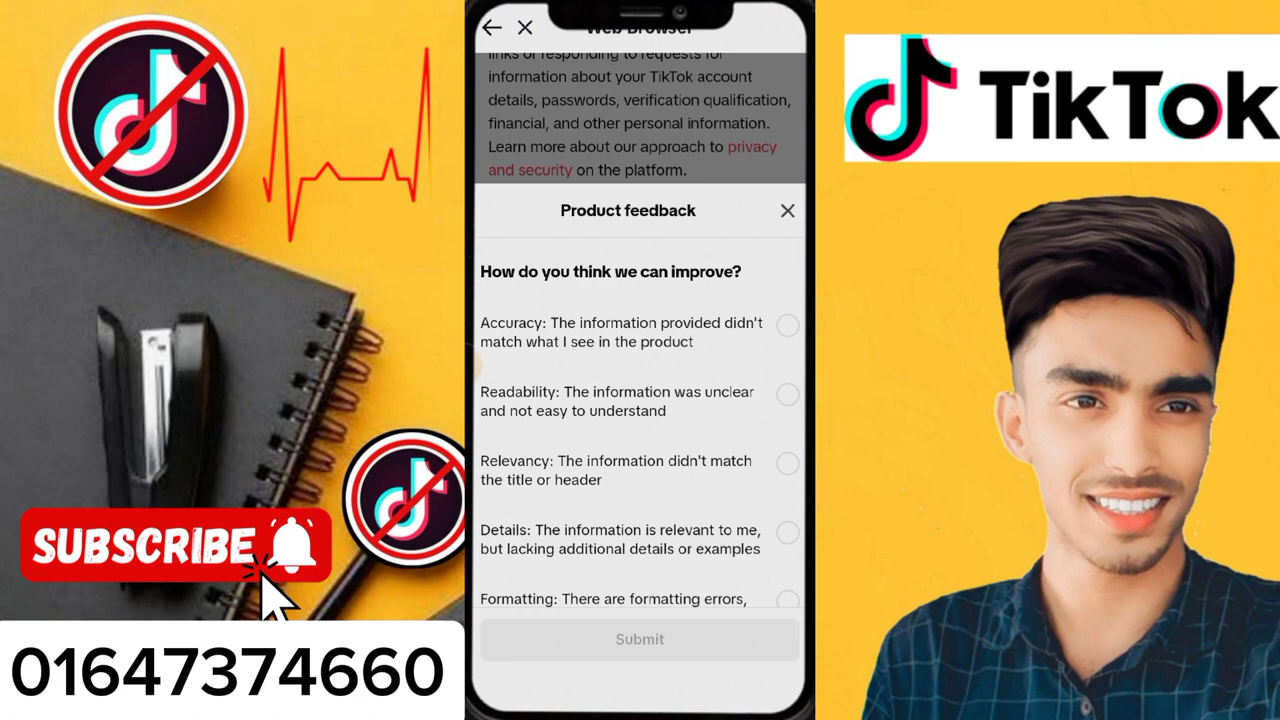 Web Browser
links or responding to requests for
information about your TikTok account
details, passwords, verification qualification,
financial, and other personal information.
Learn more about our approach to privacy
and security on the platform.
Product feedback
How do you think we can improve?
Accuracy: The information provided didn't
match what I see in the product
Readability: The information was unclear
and not easy to understand
Relevancy: The information didn't match
the title or header
Details: The information is relevant to me,
but lacking additional details or examples
Formatting: There are formatting errors,
Submit
SUBSCRIBE
01647374660
TikTok